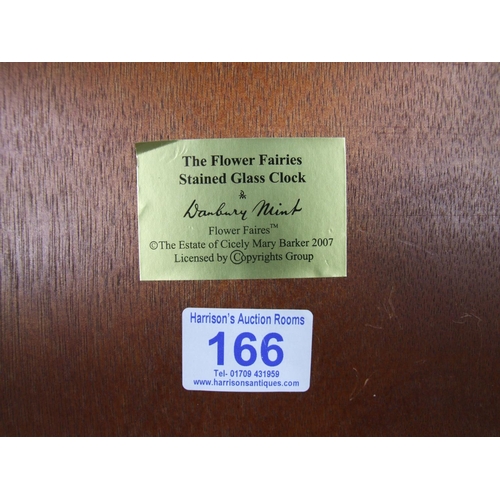 The Flower Fairies
Stained Glass Clock
Danbury Mint
Flower Faires™
©The Estate of Cicely Mary Barker 2007
Licensed by Ⓒopyrights Group
Harrison's Auction Rooms
166
Tel- 01709 431959
www.harrisonsantiques.com